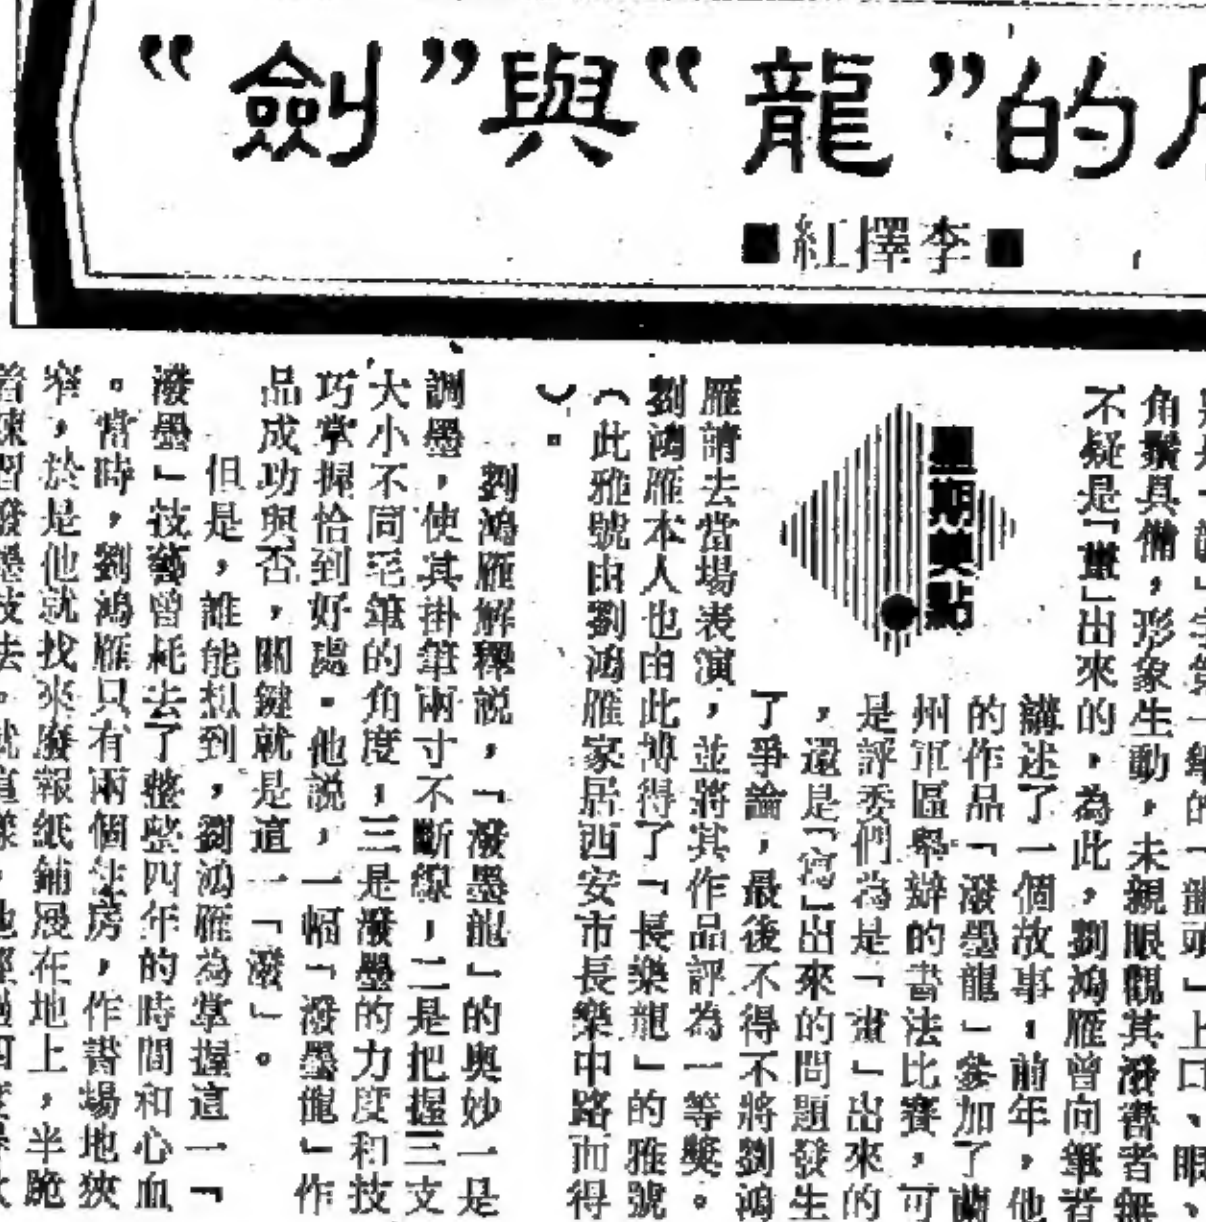 “劍”與“龍”的
■李擇紅■
星期美點
角鬚具備，形象生動，未親眼觀其潑書者無
不疑是「畫」出來的，為此，劉鴻雁曾向筆者
講述了一個故事：前年，他
的作品「潑墨龍」參加了蘭
州軍區舉辦的書法比賽，可
是評委們為是「畫」出來的
，還是「寫」出來的問題發生
了爭論，最後不得不將劉鴻
雁請去當場表演，並將其作品評為一等獎。
劉鴻雁本人也由此博得了「長樂龍」的雅號
（此雅號由劉鴻雁家居西安市長樂中路而得
）。
劉鴻雁解釋説，「潑墨龍」的奧妙一是
調墨，使其掛筆兩寸不斷線，二是把握三支
大小不同毛筆的角度，三是潑墨的力度和技
巧掌握恰到好處。他説，一幅「潑墨龍」作
品成功與否，關鍵就是這一「潑」。
但是，誰能想到，劉鴻雁為掌握這一「
潑墨」技藝曾耗去了整整四年的時間和心血
。當時，劉鴻雁只有兩個住房，作書場地狹
窄，於是他就找來廢報紙鋪展在地上，半跪